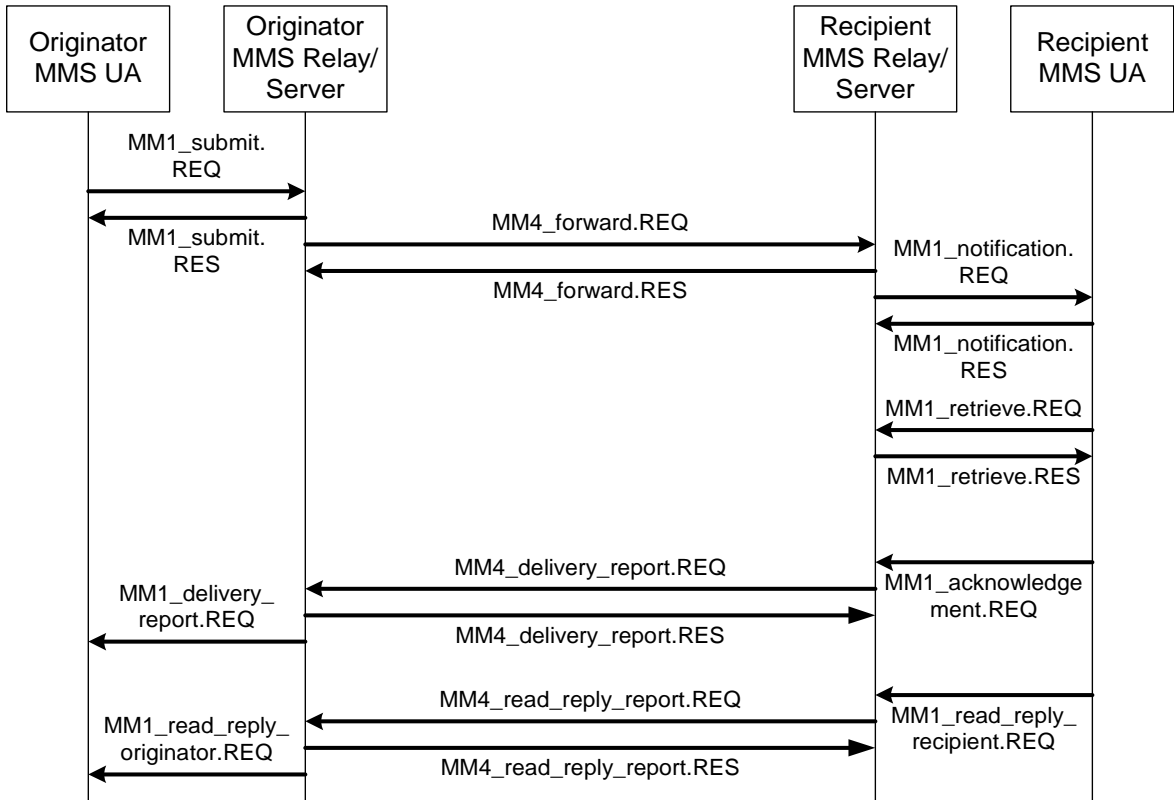 Originator
MMS UA
Originator
MMS Relay/
Server
Recipient
MMS Relay/
Server
Recipient
MMS UA
MM1_submit.
REQ
MM1_submit.
RES
MM4_forward.REQ
MM4_forward.RES
MM1_notification.
REQ
MM1_notification.
RES
MM1_retrieve.REQ
MM1_retrieve.RES
MM1_acknowledge
ment.REQ
MM4_delivery_report.REQ
MM4_delivery_report.RES
MM1_delivery_
report.REQ
MM1_read_reply_
recipient.REQ
MM4_read_reply_report.REQ
MM4_read_reply_report.RES
MM1_read_reply_
originator.REQ